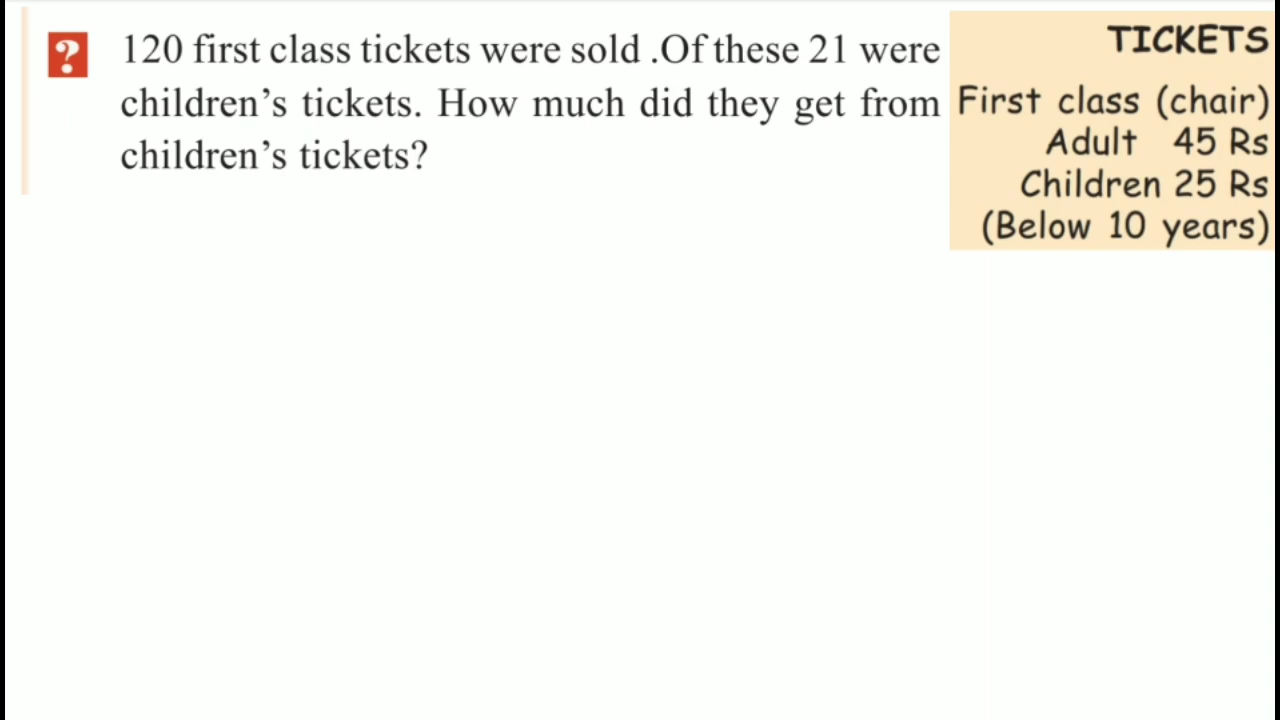 ?
120 first class tickets were sold .Of these 21 were
children’s tickets. How much did they get from
children’s tickets?
TICKETS
First class (chair)
Adult 45 Rs
Children 25 Rs
(Below 10 years)